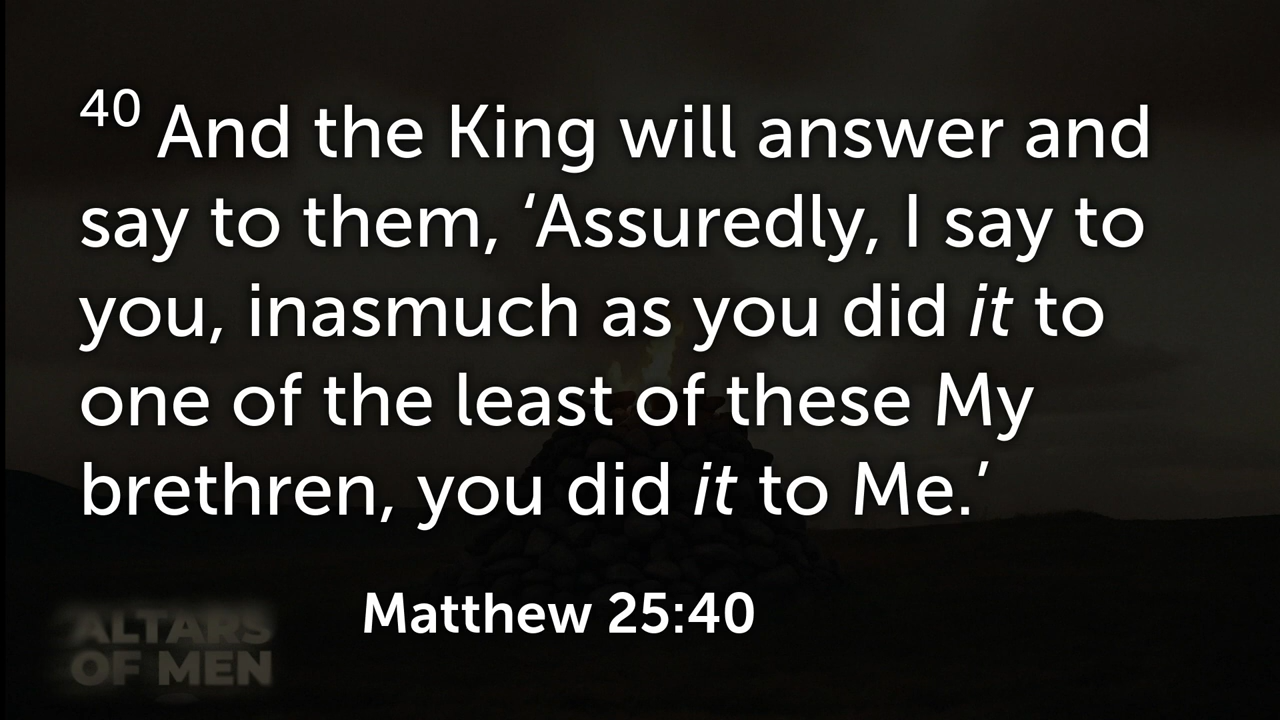 40 And the King will answer and
say to them, ‘Assuredly, I say to
you, inasmuch as you did it to
one of the least of these My
brethren, you did it to Me.’
Matthew 25:40
ALTARS
OF MEN